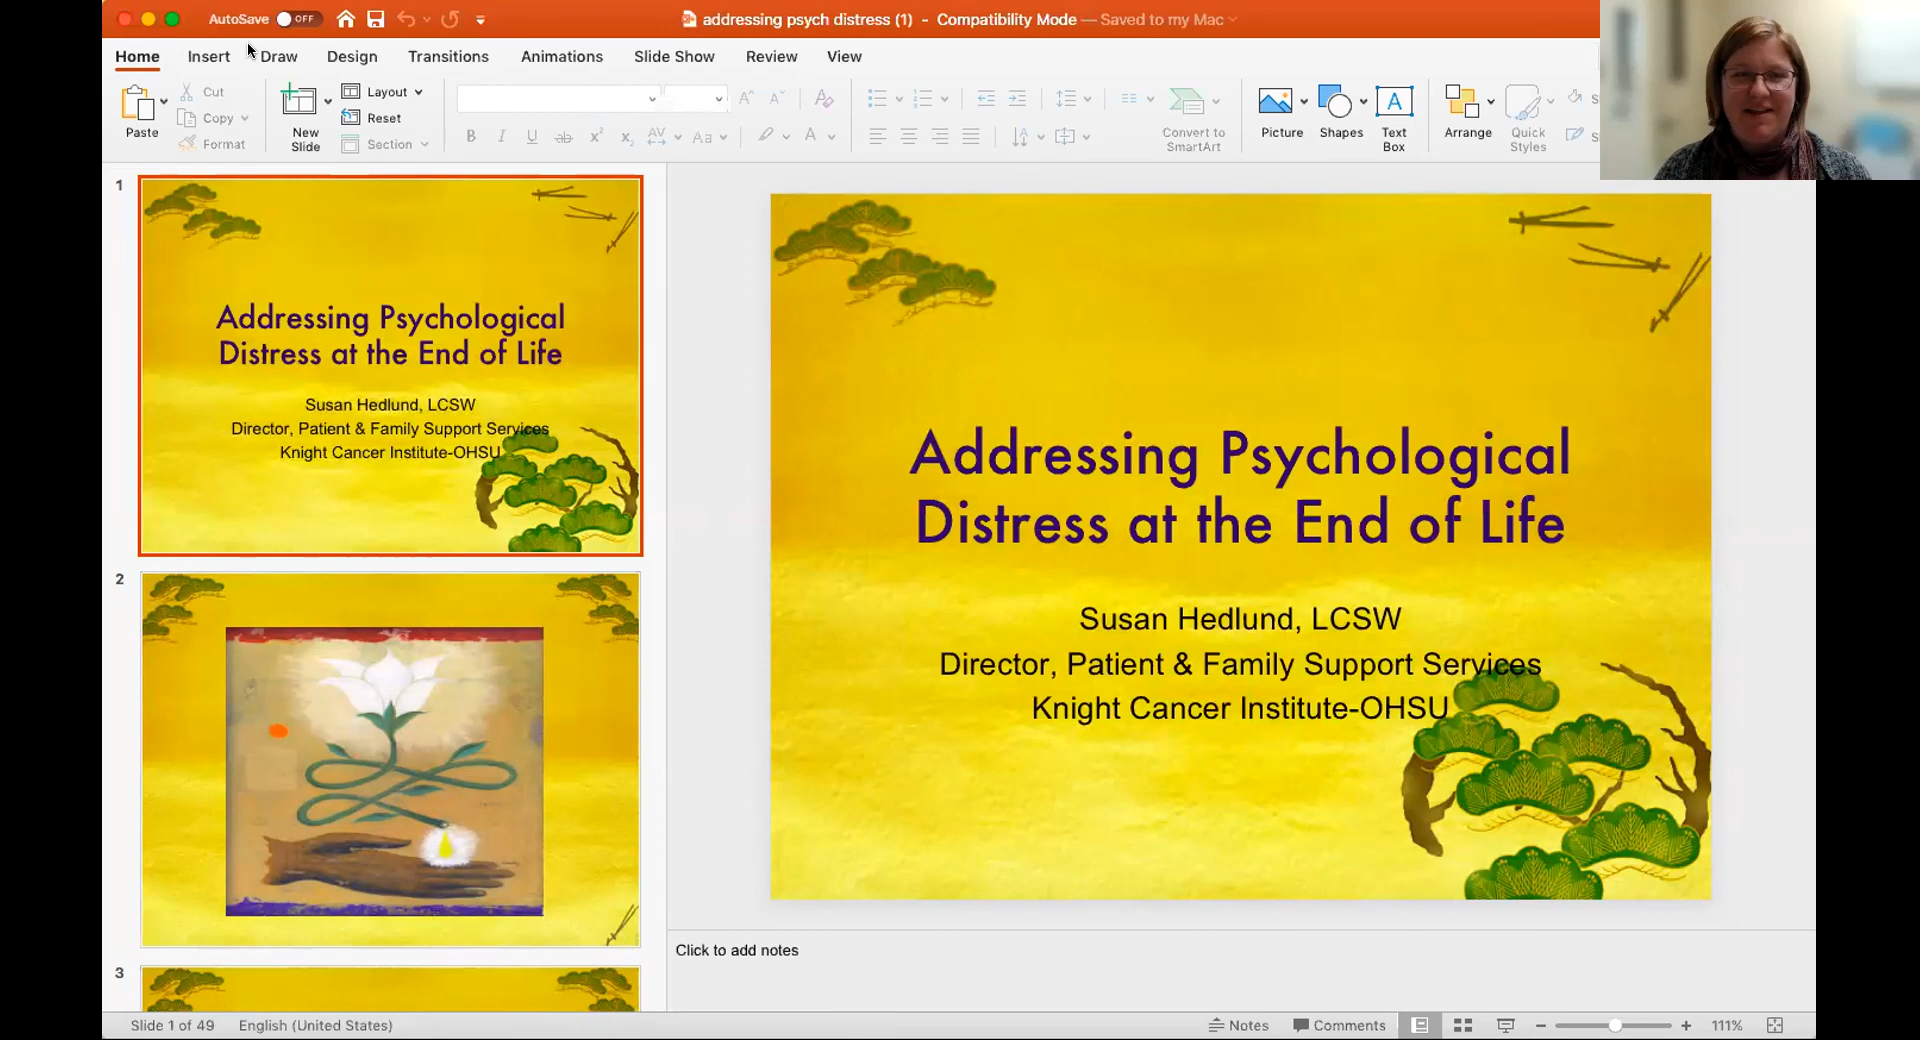 AutoSave OFF
addressing psych distress (1) - Compatibility Mode — Saved to my Mac
Home Insert Draw Design Transitions Animations Slide Show Review View
Paste
Cut
Copy
Format
New
Slide
Layout
Reset
Section
B I U ab x² x₂ AV Aa A
Convert to
SmartArt
Picture
Shapes
A
Text
Box
Arrange
Quick
Styles
1
Addressing Psychological
Distress at the End of Life
Susan Hedlund, LCSW
Director, Patient & Family Support Services
Knight Cancer Institute-OHSU
2
3
Addressing Psychological
Distress at the End of Life
Susan Hedlund, LCSW
Director, Patient & Family Support Services
Knight Cancer Institute-OHSU
Click to add notes
Slide 1 of 49 English (United States) Notes Comments 111%